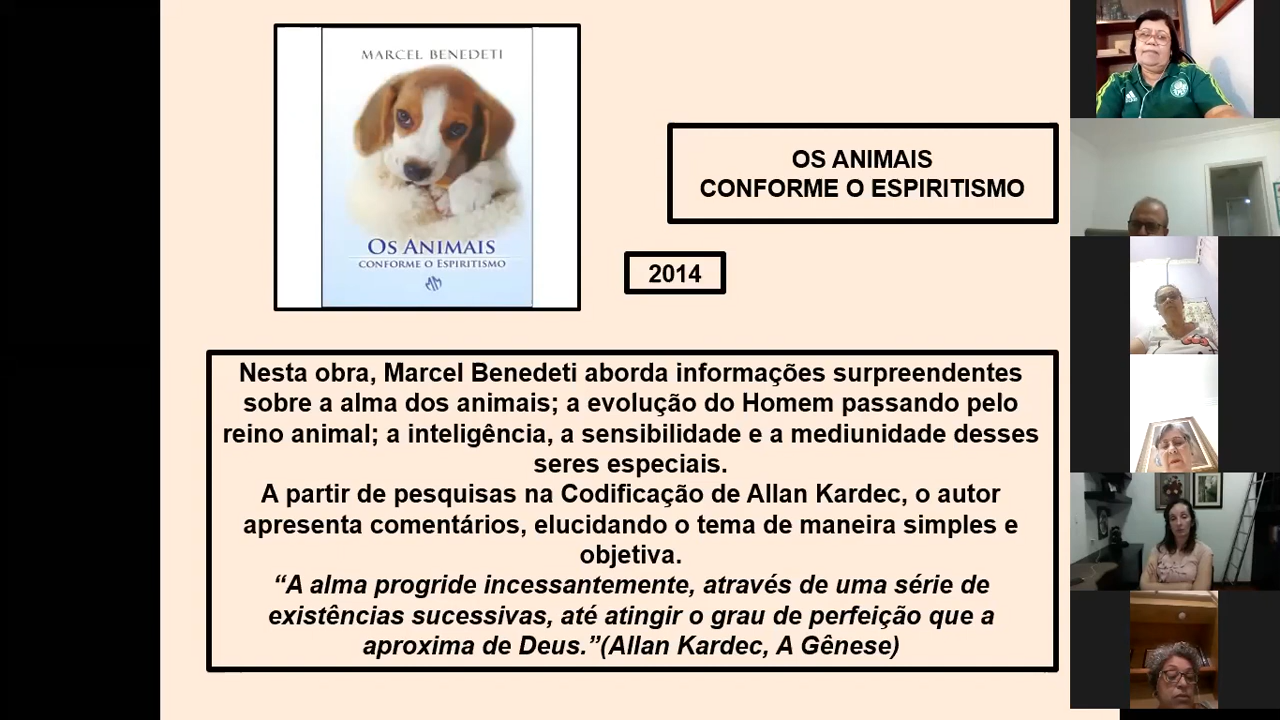 MARCEL BENEDETI
OS ANIMAIS
CONFORME O ESPIRITISMO
OS ANIMAIS
CONFORME O ESPIRITISMO
2014
Nesta obra, Marcel Benedeti aborda informações surpreendentes
sobre a alma dos animais; a evolução do Homem passando pelo
reino animal; a inteligência, a sensibilidade e a mediunidade desses
seres especiais.
A partir de pesquisas na Codificação de Allan Kardec, o autor
apresenta comentários, elucidando o tema de maneira simples e
objetiva.
“A alma progride incessantemente, através de uma série de
existências sucessivas, até atingir o grau de perfeição que a
aproxima de Deus.”(Allan Kardec, A Gênese)